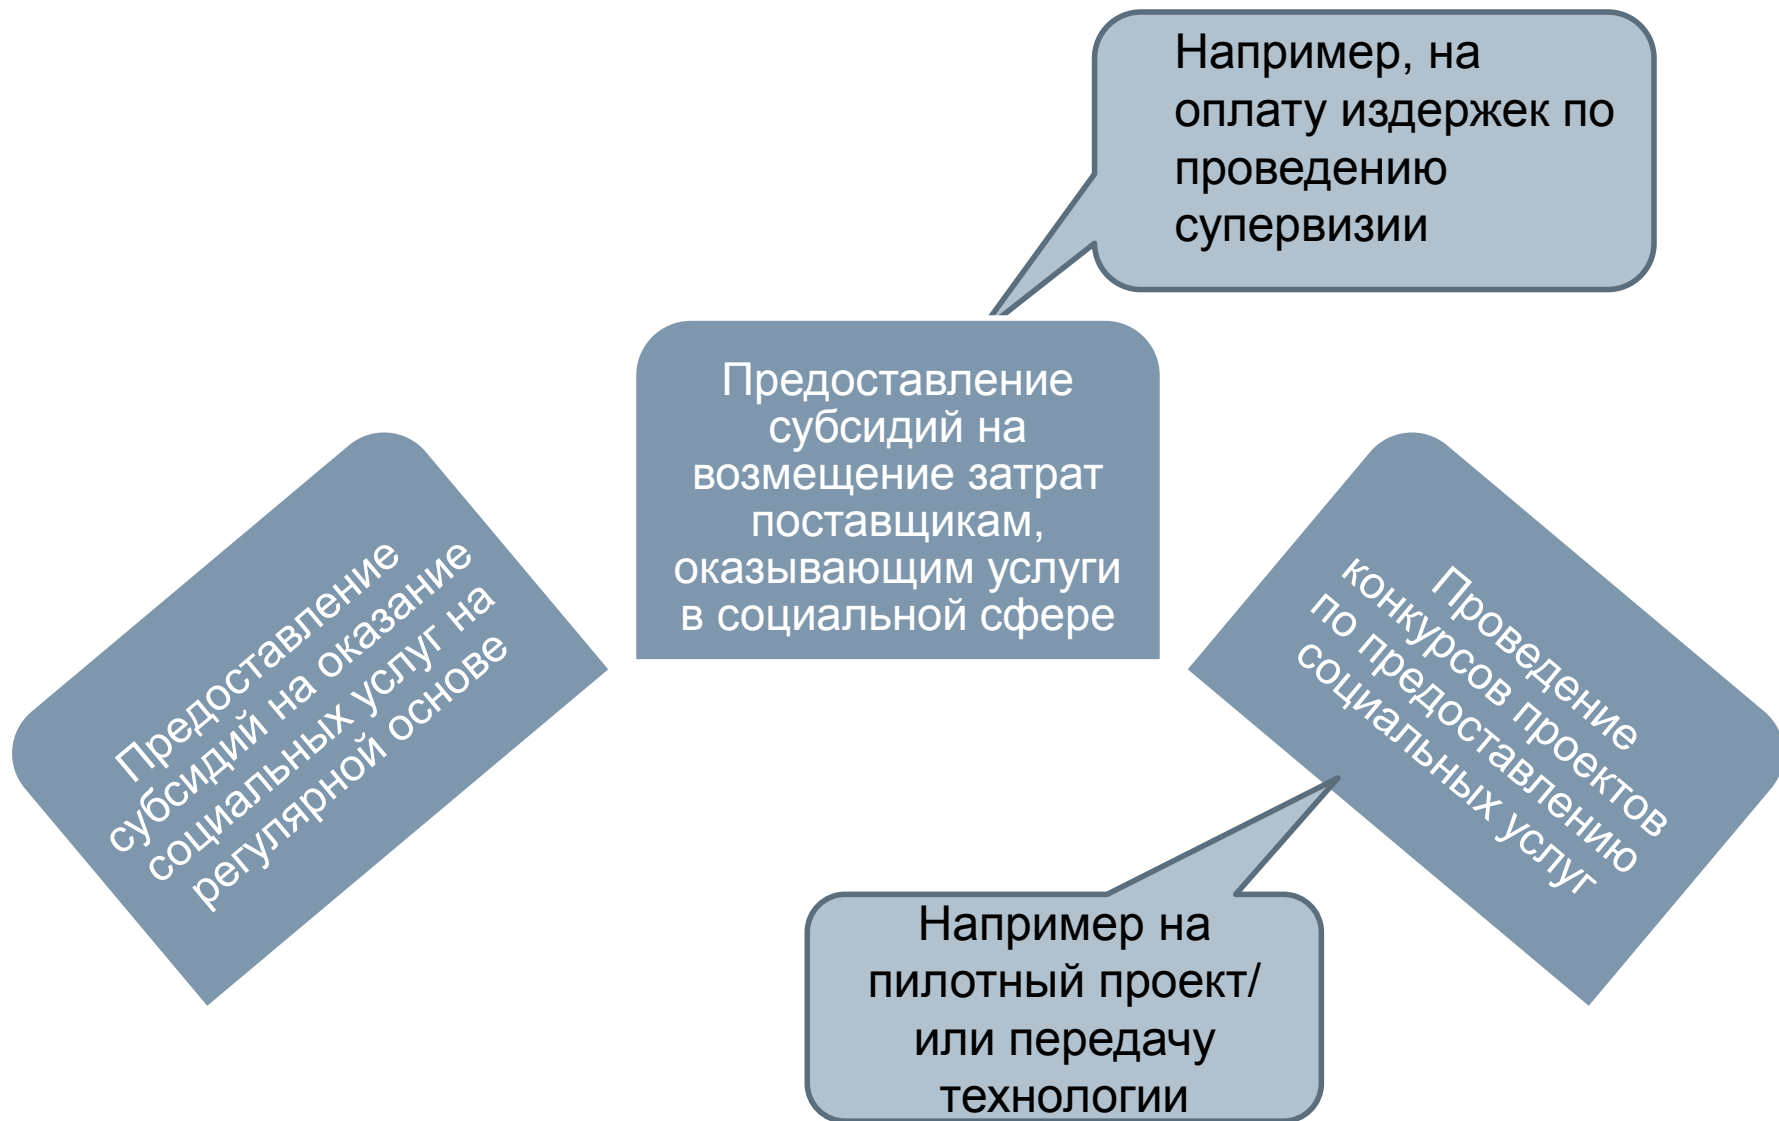 Например, на
оплату издержек по
проведению
супервизии
Предоставление
субсидий на
возмещение затрат
поставщикам,
оказывающим услуги
в социальной сфере
Предоставление
субсидий на оказание
социальных услуг на
регулярной основе
Проведение
конкурсов проектов
по предоставлению
социальных услуг
Например на
пилотный проект/
или передачу
технологии